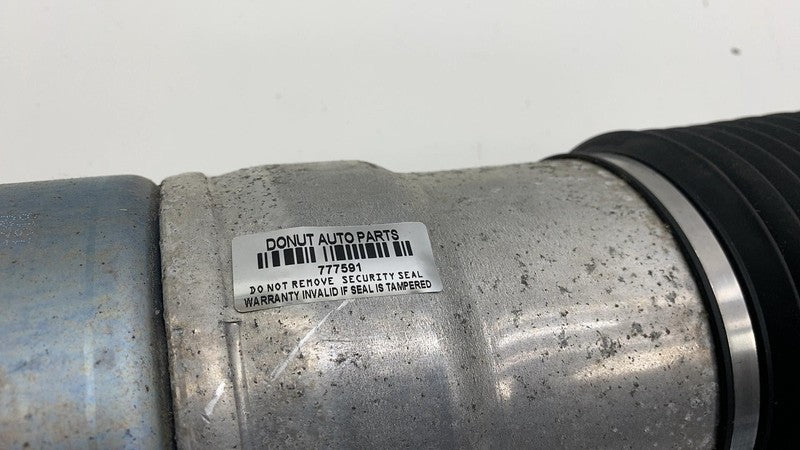 DONUT AUTO PARTS
777591
DO NOT REMOVE SECURITY SEAL
WARRANTY INVALID IF SEAL IS TAMPERED